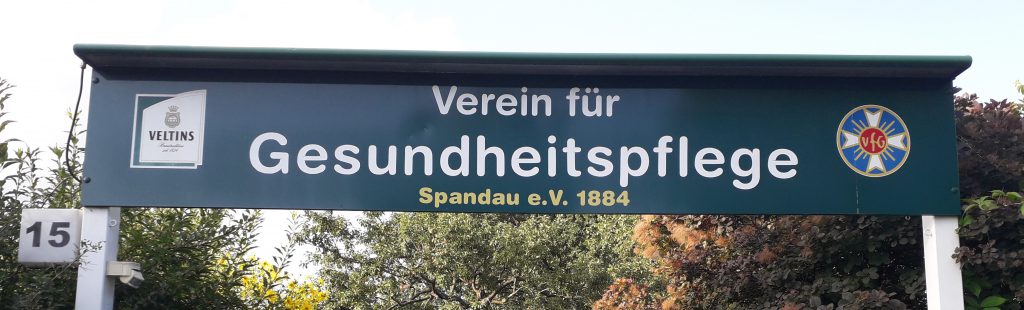 Verein für
VELTINS
Gesundheitspflege
VfG
Spandau e.V. 1884
15